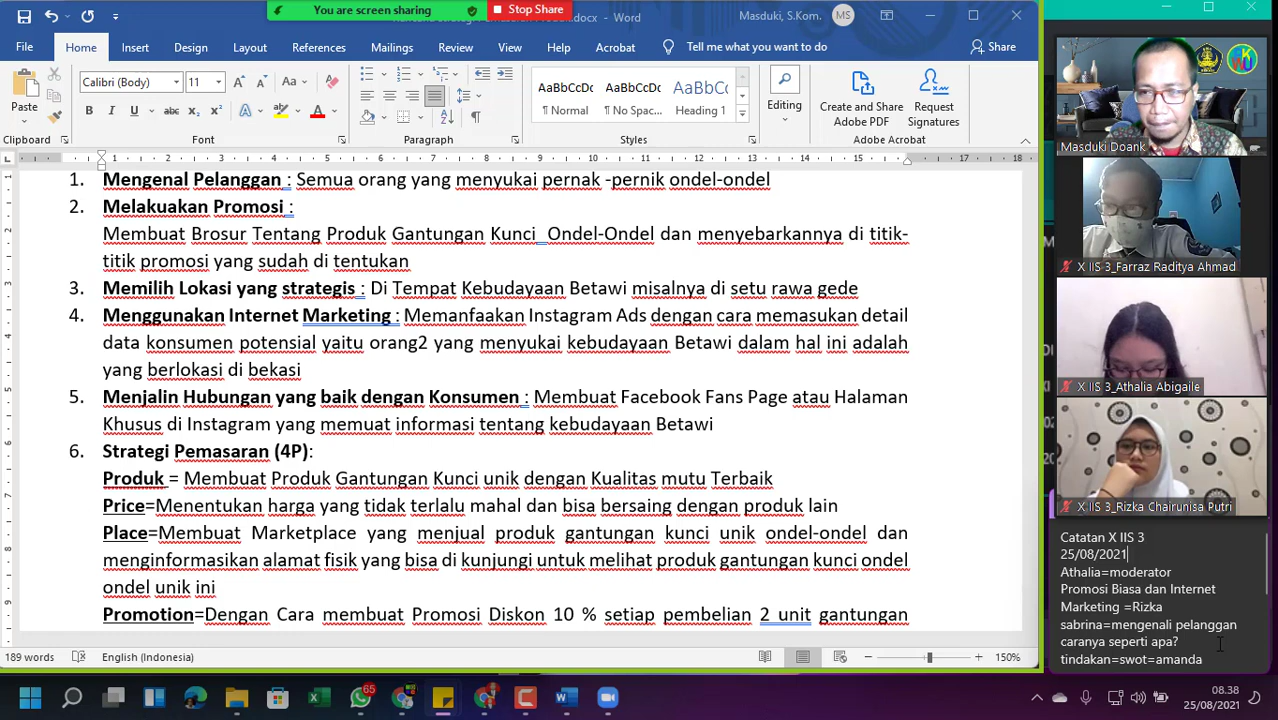 You are screen sharing
Stop Share
.docx - Word
Masduki, S.Kom.
MS
File
Home
Insert
Design
Layout
References
Mailings
Review
View
Help
Acrobat
Tell me what you want to do
Share
Paste
Calibri (Body)
11
Clipboard
Font
Paragraph
AaBbCc
¶ Normal
AaBbCc
¶ No Spac...
AaBbC
Heading 1
Styles
Editing
Create and Share
Adobe PDF
Request
Signatures
Adobe Acrobat
1. Mengenal Pelanggan : Semua orang yang menyukai pernak -pernik ondel-ondel
2. Melakuakan Promosi :
Membuat Brosur Tentang Produk Gantungan Kunci Ondel-Ondel dan menyebarkannya di titik-
titik promosi yang sudah di tentukan
3. Memilih Lokasi yang strategis : Di Tempat Kebudayaan Betawi misalnya di setu rawa gede
4. Menggunakan Internet Marketing : Memanfaakan Instagram Ads dengan cara memasukan detail
data konsumen potensial yaitu orang2 yang menyukai kebudayaan Betawi dalam hal ini adalah
yang berlokasi di bekasi
5. Menjalin Hubungan yang baik dengan Konsumen : Membuat Facebook Fans Page atau Halaman
Khusus di Instagram yang memuat informasi tentang kebudayaan Betawi
6. Strategi Pemasaran (4P):
Produk = Membuat Produk Gantungan Kunci unik dengan Kualitas mutu Terbaik
Price=Menentukan harga yang tidak terlalu mahal dan bisa bersaing dengan produk lain
Place=Membuat Marketplace yang menjual produk gantungan kunci unik ondel-ondel dan
menginformasikan alamat fisik yang bisa di kunjungi untuk melihat produk gantungan kunci ondel
ondel unik ini
Promotion=Dengan Cara membuat Promosi Diskon 10 % setiap pembelian 2 unit gantungan
189 words
English (Indonesia)
150%
Masduki Doank
X IIS 3_Farraz Raditya Ahmad
X IIS 3_Athalia Abigaile
X IIS 3_Rizka Chairunisa Putri
Catatan X IIS 3
25/08/2021
Athalia=moderator
Promosi Biasa dan Internet
Marketing =Rizka
sabrina=mengenali pelanggan
caranya seperti apa?
tindakan=swot=amanda
65
08.38
25/08/2021